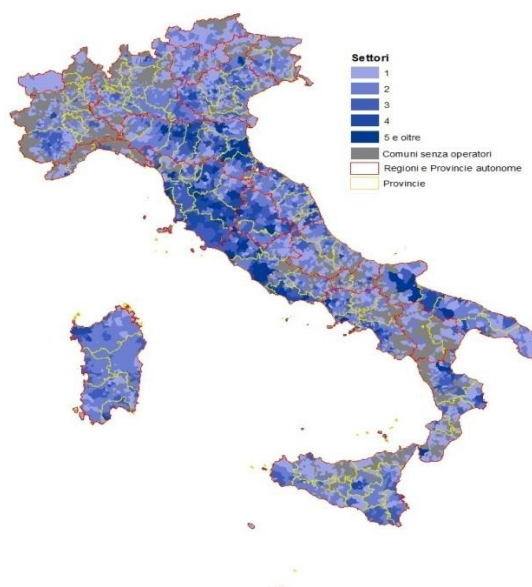 Settori
1
2
3
4
5 e oltre
Comuni senza operatori
Regioni e Provincie autonome
Provincie